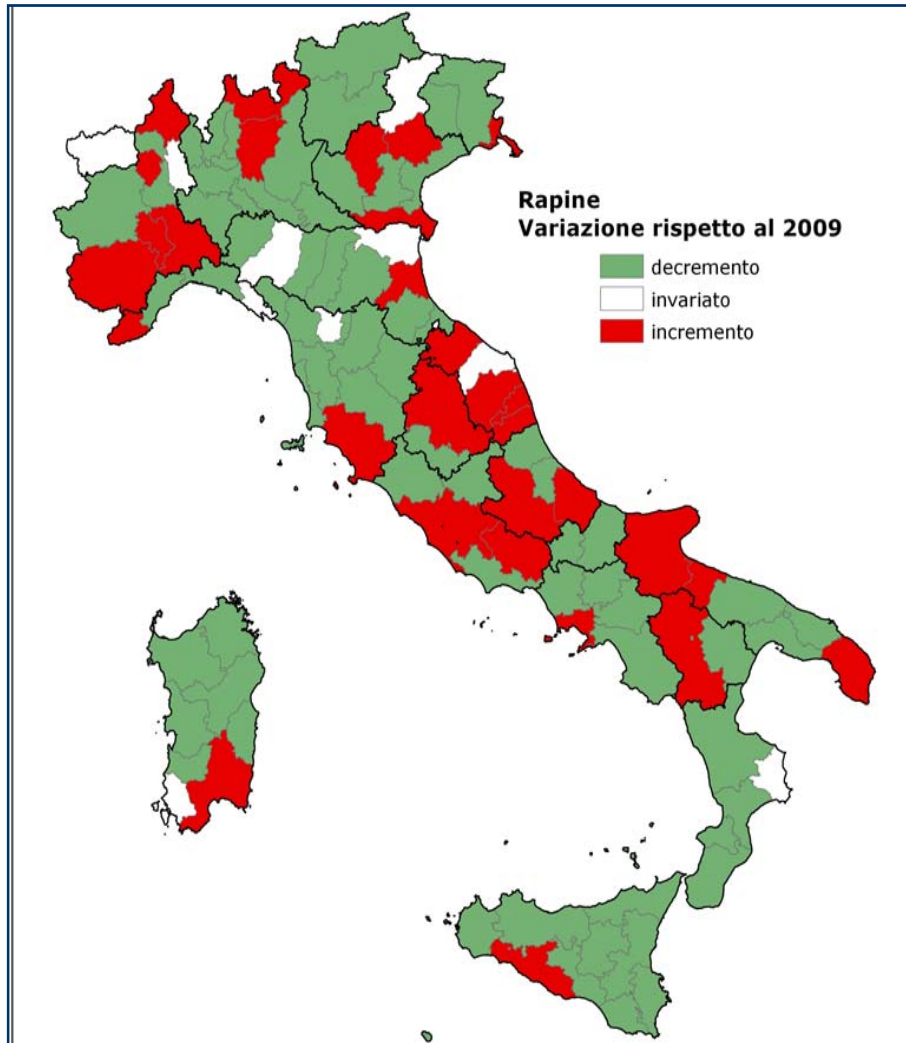 Rapine
Variazione rispetto al 2009
decremento
invariato
incremento